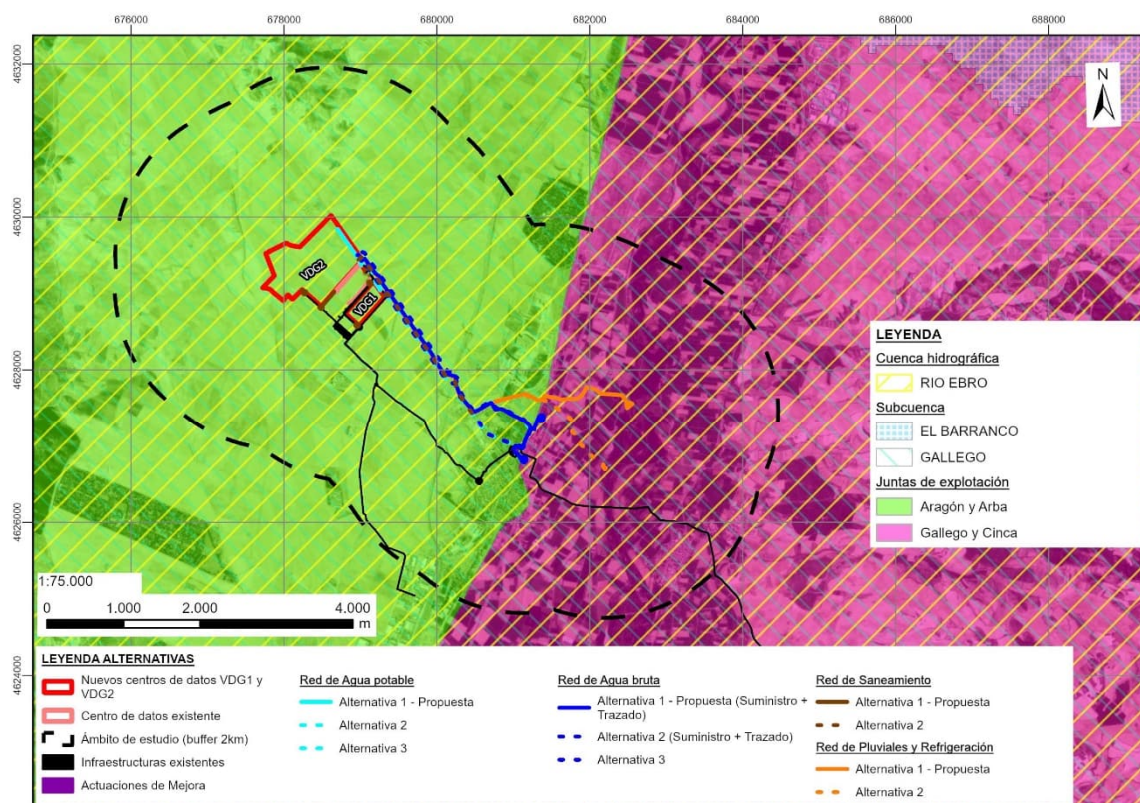 676000
678000
680000
682000
684000
686000
688000
4632000
N
4630000
VDG2
VDG1
4628000
LEYENDA
Cuenca hidrográfica
RIO EBRO
Subcuenca
EL BARRANCO
GALLEGO
Juntas de explotación
Aragón y Arba
Gallego y Cinca
4626000
1:75.000
0 1.000 2.000 4.000
m
4624000
LEYENDA ALTERNATIVAS
Nuevos centros de datos VDG1 y
VDG2
Centro de datos existente
Ámbito de estudio (buffer 2km)
Infraestructuras existentes
Actuaciones de Mejora
Red de Agua potable
Alternativa 1 - Propuesta
Alternativa 2
Alternativa 3
Red de Agua bruta
Alternativa 1 - Propuesta (Suministro +
Trazado)
Alternativa 2 (Suministro + Trazado)
Alternativa 3
Red de Saneamiento
Alternativa 1 - Propuesta
Alternativa 2
Red de Pluviales y Refrigeración
Alternativa 1 - Propuesta
Alternativa 2